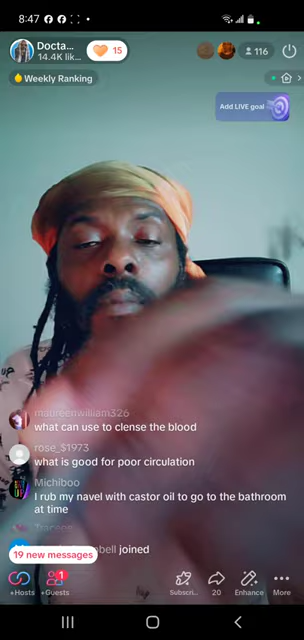 8:47
Docta...
14.4K lik...
15
116
Weekly Ranking
Add LIVE goal
maureenwilliam326
what can use to clense the blood
rose_$1973
what is good for poor circulation
Michiboo
I rub my navel with castor oil to go to the bathroom
at time
bell joined
19 new messages
1
+Hosts
+Guests
Subscri...
20
Enhance
More